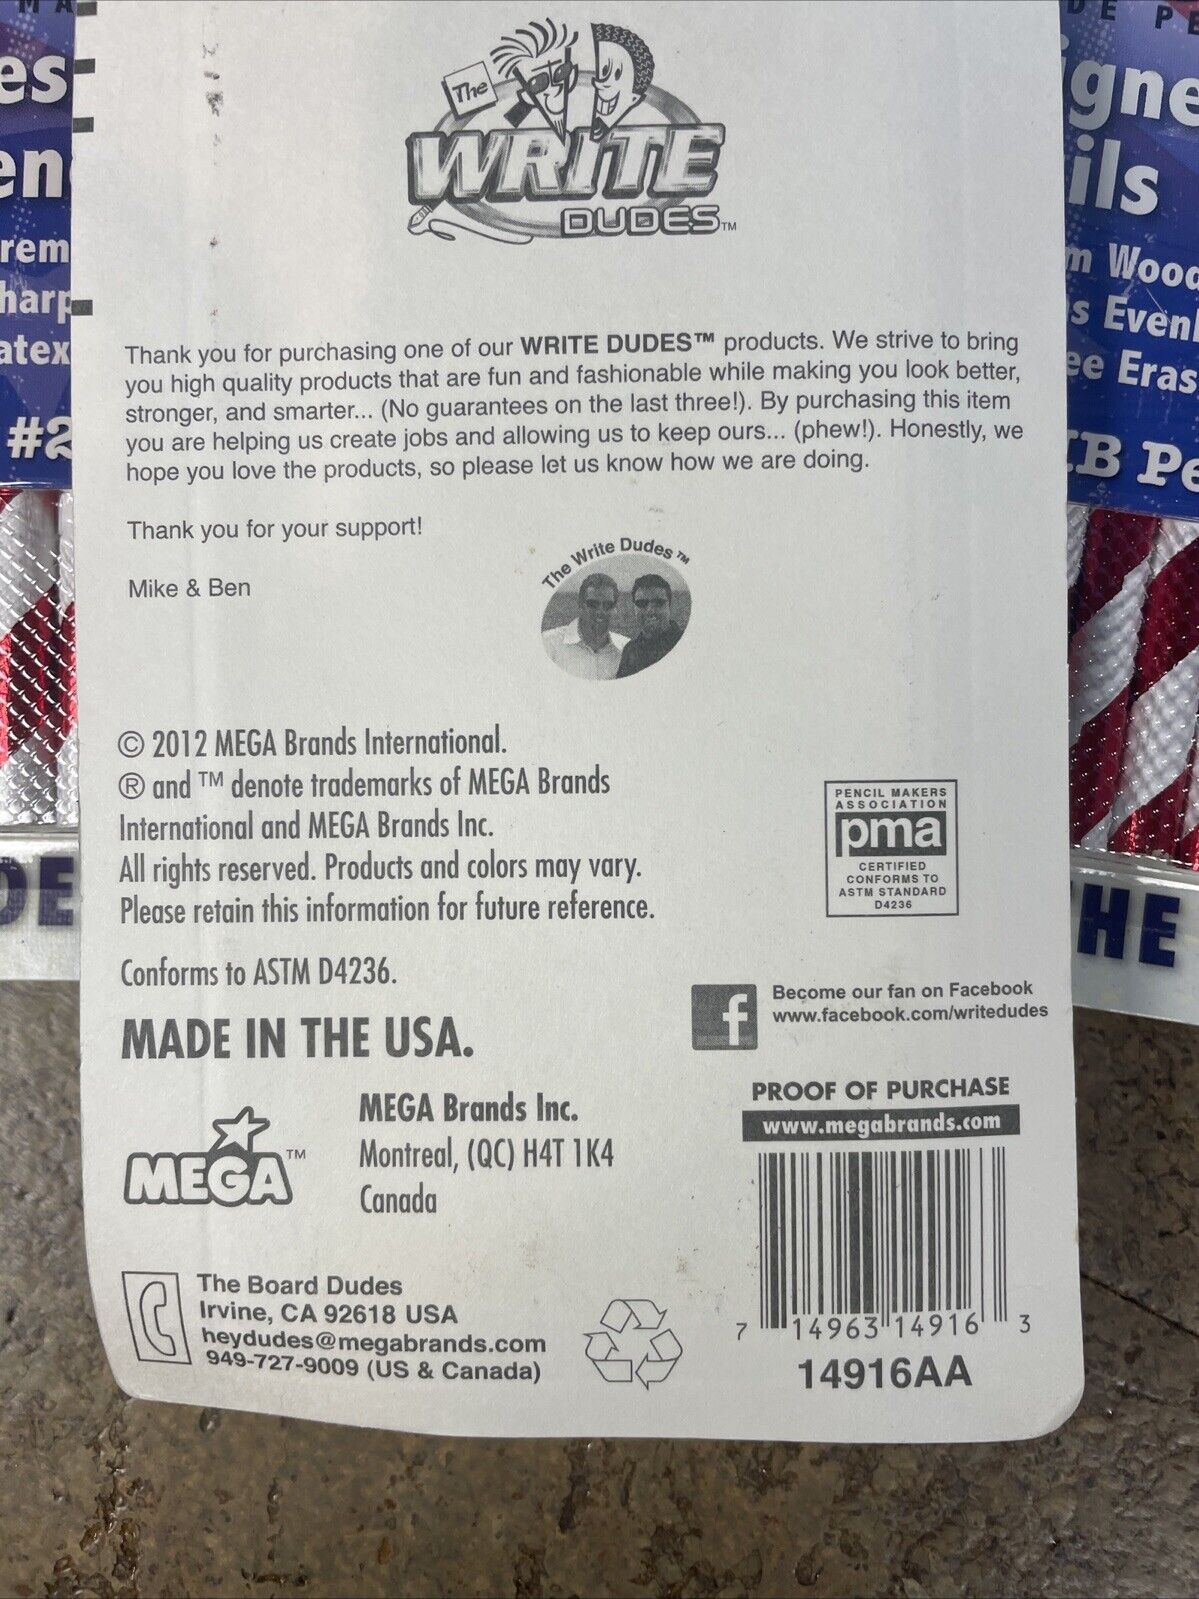 The
WRITE
DUDES™
Thank you for purchasing one of our WRITE DUDES™ products. We strive to bring
you high quality products that are fun and fashionable while making you look better,
stronger, and smarter... (No guarantees on the last three!). By purchasing this item
you are helping us create jobs and allowing us to keep ours... (phew!). Honestly, we
hope you love the products, so please let us know how we are doing.
Thank you for your support!
Mike & Ben
The Write Dudes™
© 2012 MEGA Brands International.
® and ™ denote trademarks of MEGA Brands
International and MEGA Brands Inc.
All rights reserved. Products and colors may vary.
Please retain this information for future reference.
PENCIL MAKERS
ASSOCIATION
pma
CERTIFIED
CONFORMS TO
ASTM STANDARD
D4236
Conforms to ASTM D4236.
MADE IN THE USA.
f
Become our fan on Facebook
www.facebook.com/writedudes
MEGA™
MEGA Brands Inc.
Montreal, (QC) H4T 1K4
Canada
PROOF OF PURCHASE
www.megabrands.com
7 14963 14916 3
14916AA
The Board Dudes
Irvine, CA 92618 USA
heydudes@megabrands.com
949-727-9009 (US & Canada)
#2
ils
Wood
HE